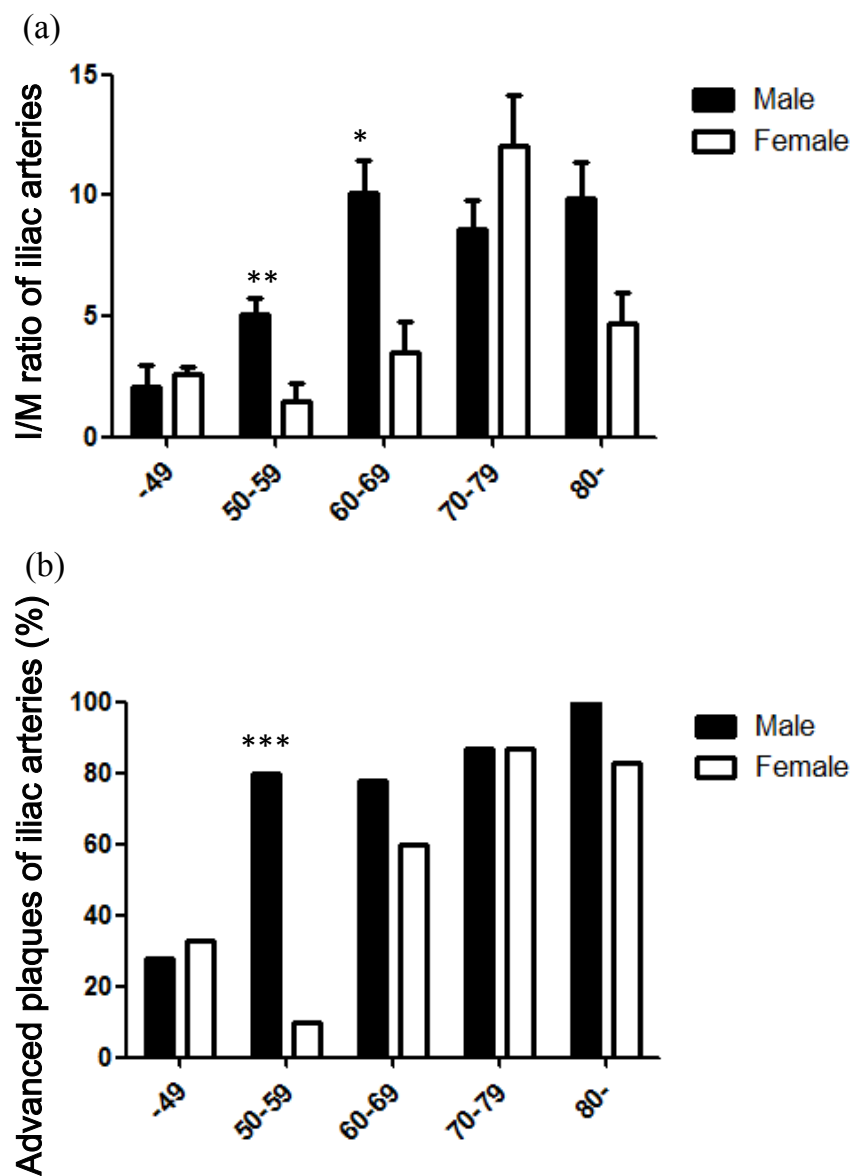 (a)
I/M ratio of iliac arteries
15
10
5
0
**
*
Male
Female
-49
50-59
60-69
70-79
80-
(b)
Advanced plaques of iliac arteries (%)
100
80
60
40
20
0
***
Male
Female
-49
50-59
60-69
70-79
80-